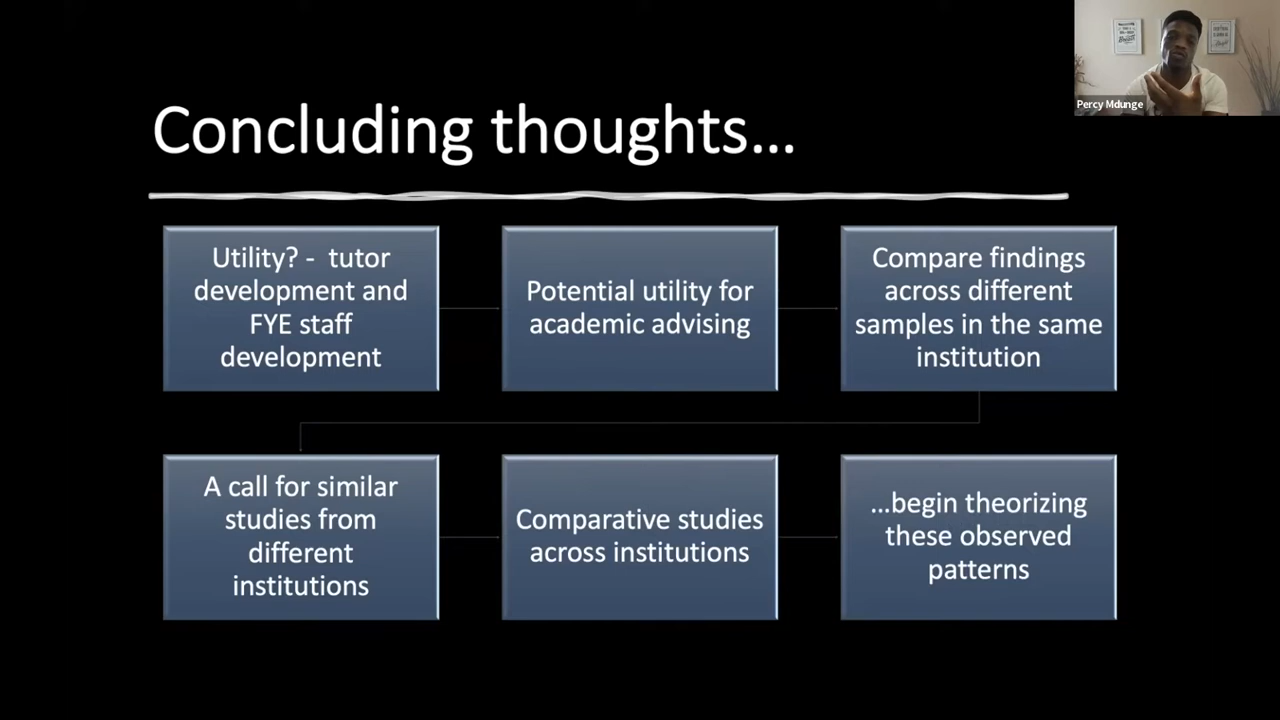 Percy Mdunge
Concluding thoughts...
Utility? - tutor
development and
FYE staff
development
Potential utility for
academic advising
Compare findings
across different
samples in the same
institution
A call for similar
studies from
different
institutions
Comparative studies
across institutions
...begin theorizing
these observed
patterns